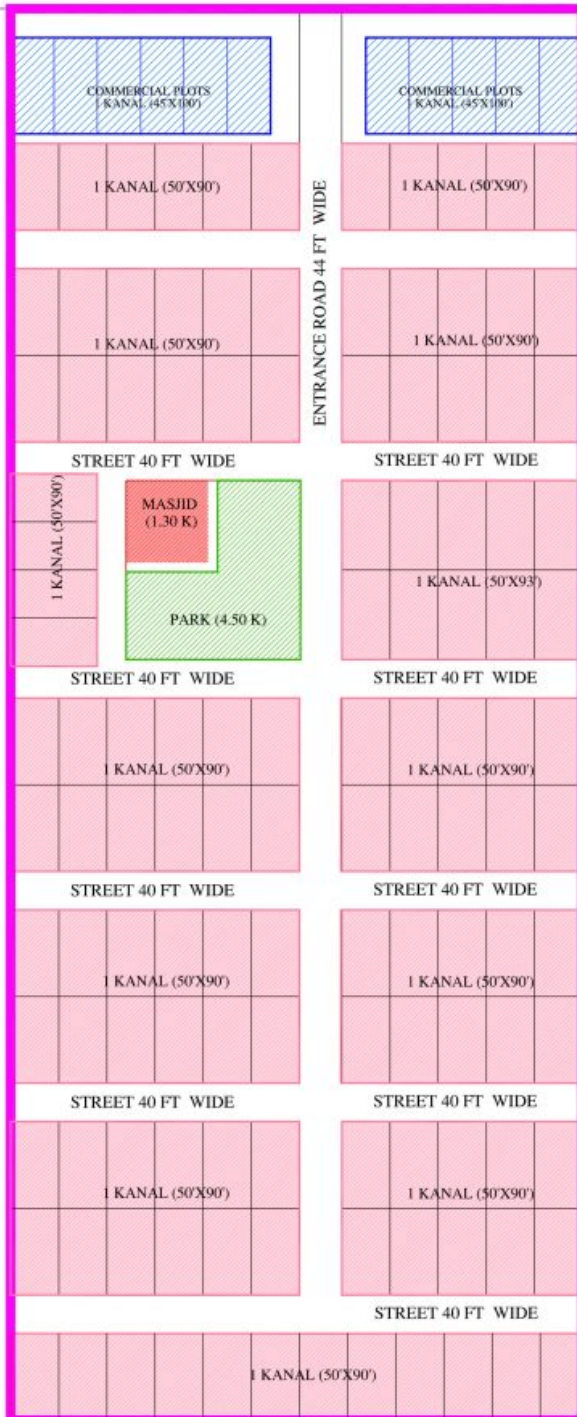 COMMERCIAL PLOTS
1 KANAL (45'X100')
COMMERCIAL PLOTS
1 KANAL (45'X100')
1 KANAL (50'X90')
1 KANAL (50'X90')
ENTRANCE ROAD 44 FT WIDE
1 KANAL (50'X90')
1 KANAL (50'X90')
STREET 40 FT WIDE
STREET 40 FT WIDE
1 KANAL (50'X90')
MASJID
(1.30 K)
PARK (4.50 K)
1 KANAL (50'X93')
STREET 40 FT WIDE
STREET 40 FT WIDE
1 KANAL (50'X90')
1 KANAL (50'X90')
STREET 40 FT WIDE
STREET 40 FT WIDE
1 KANAL (50'X90')
1 KANAL (50'X90')
STREET 40 FT WIDE
STREET 40 FT WIDE
1 KANAL (50'X90')
1 KANAL (50'X90')
STREET 40 FT WIDE
1 KANAL (50'X90')